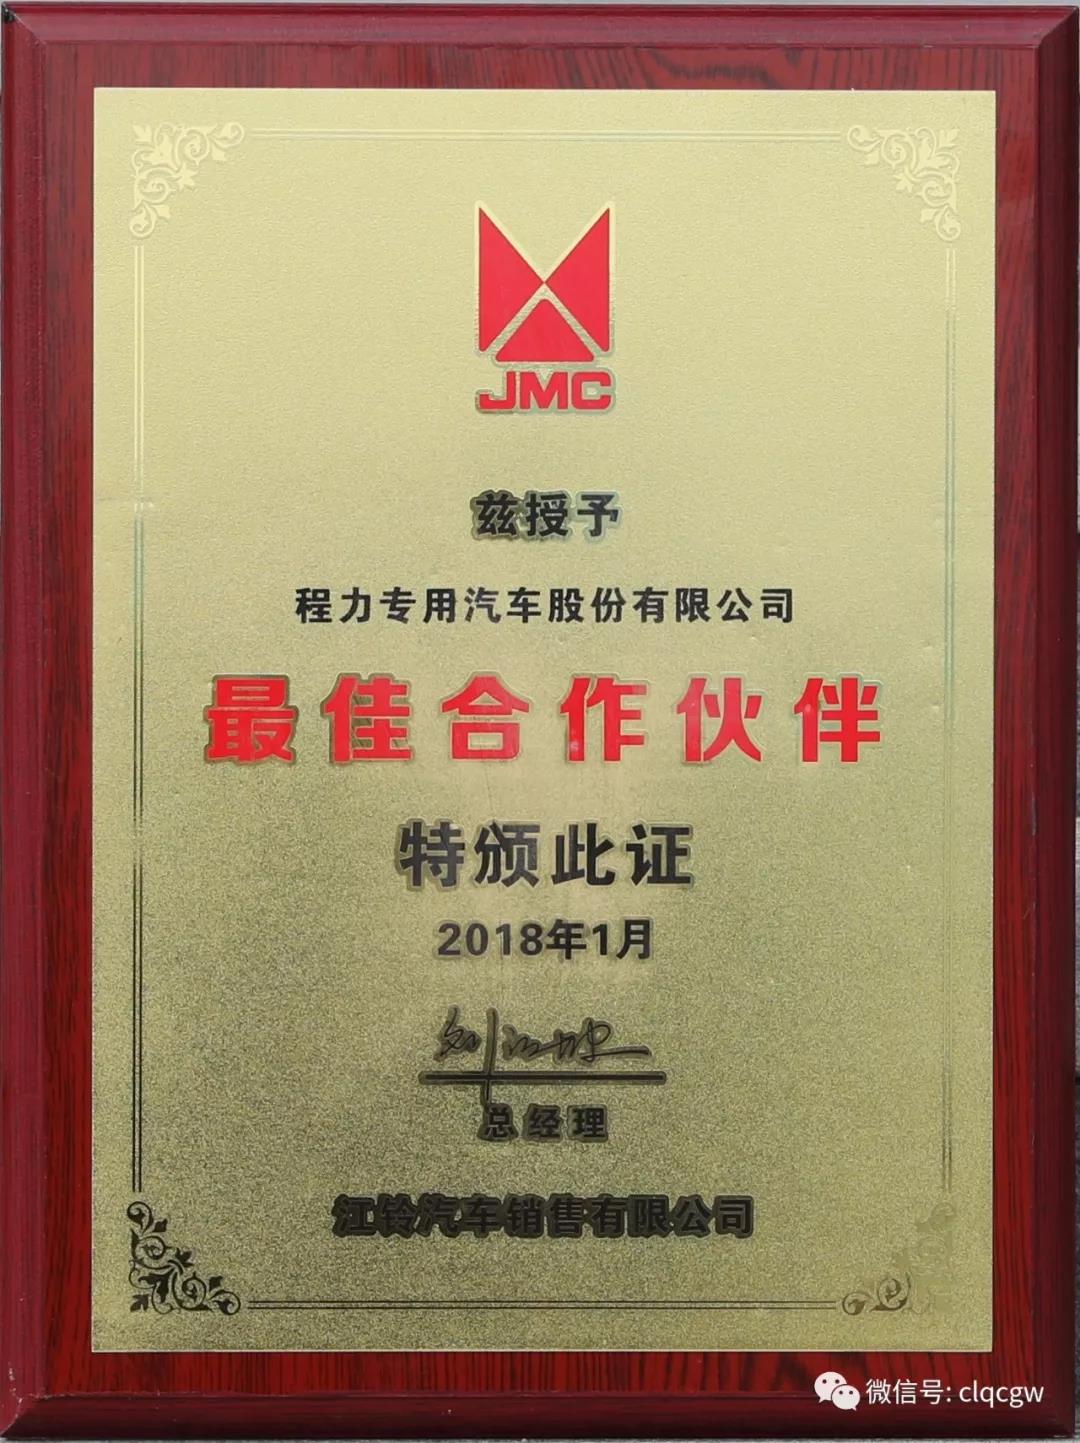 JMC
兹授予
程力专用汽车股份有限公司
最佳合作伙伴
特颁此证
2018年1月
总经理
江铃汽车销售有限公司
微信号: clqcgw